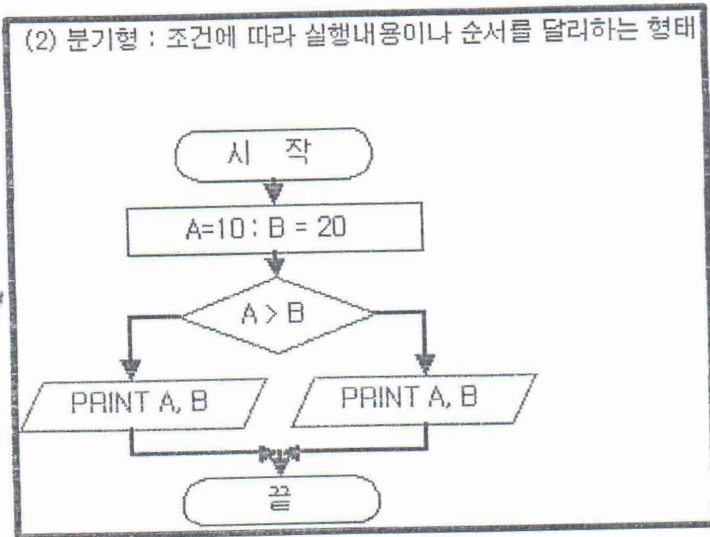 (2) 분기형 : 조건에 따라 실행내용이나 순서를 달리하는 형태
시 작
A=10 : B = 20
A > B
PRINT A, B
PRINT A, B
끝